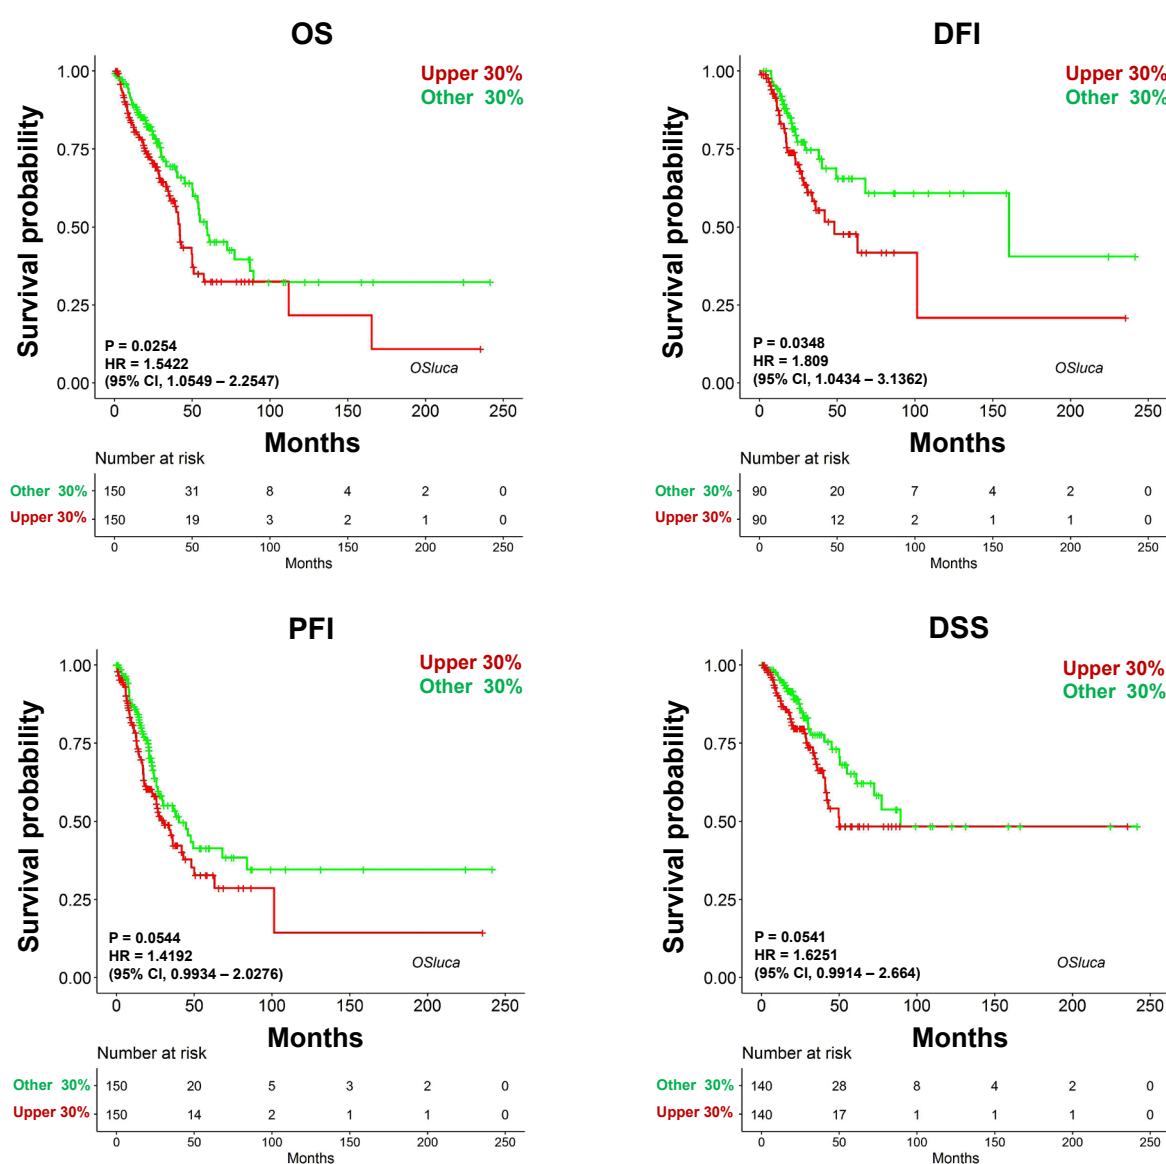 OS
Upper 30%
Other 30%
Survival probability
1.00
0.75
0.50
0.25
0.00
P = 0.0254
HR = 1.5422
(95% CI, 1.0549 – 2.2547)
OSluca
0 50 100 150 200 250
Months
Number at risk
Other 30% 150 31 8 4 2 0
Upper 30% 150 19 3 2 1 0
0 50 100 150 200 250
Months
DFI
Upper 30%
Other 30%
Survival probability
1.00
0.75
0.50
0.25
0.00
P = 0.0348
HR = 1.809
(95% CI, 1.0434 – 3.1362)
OSluca
0 50 100 150 200 250
Months
Number at risk
Other 30% 90 20 7 4 2 0
Upper 30% 90 12 2 1 1 0
0 50 100 150 200 250
Months
PFI
Upper 30%
Other 30%
Survival probability
1.00
0.75
0.50
0.25
0.00
P = 0.0544
HR = 1.4192
(95% CI, 0.9934 – 2.0276)
OSluca
0 50 100 150 200 250
Months
Number at risk
Other 30% 150 20 5 3 2 0
Upper 30% 150 14 2 1 1 0
0 50 100 150 200 250
Months
DSS
Upper 30%
Other 30%
Survival probability
1.00
0.75
0.50
0.25
0.00
P = 0.0541
HR = 1.6251
(95% CI, 0.9914 – 2.664)
OSluca
0 50 100 150 200 250
Months
Number at risk
Other 30% 140 28 8 4 2 0
Upper 30% 140 17 1 1 1 0
0 50 100 150 200 250
Months